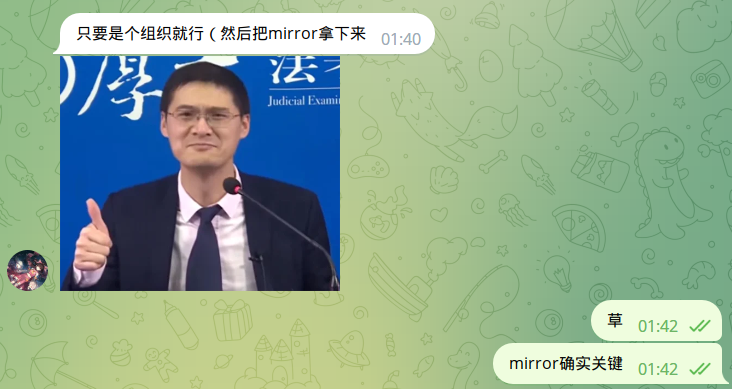 只要是个组织就行（然后把mirror拿下来 01:40
厚
Judicial Exami
草 01:42
mirror确实关键 01:42